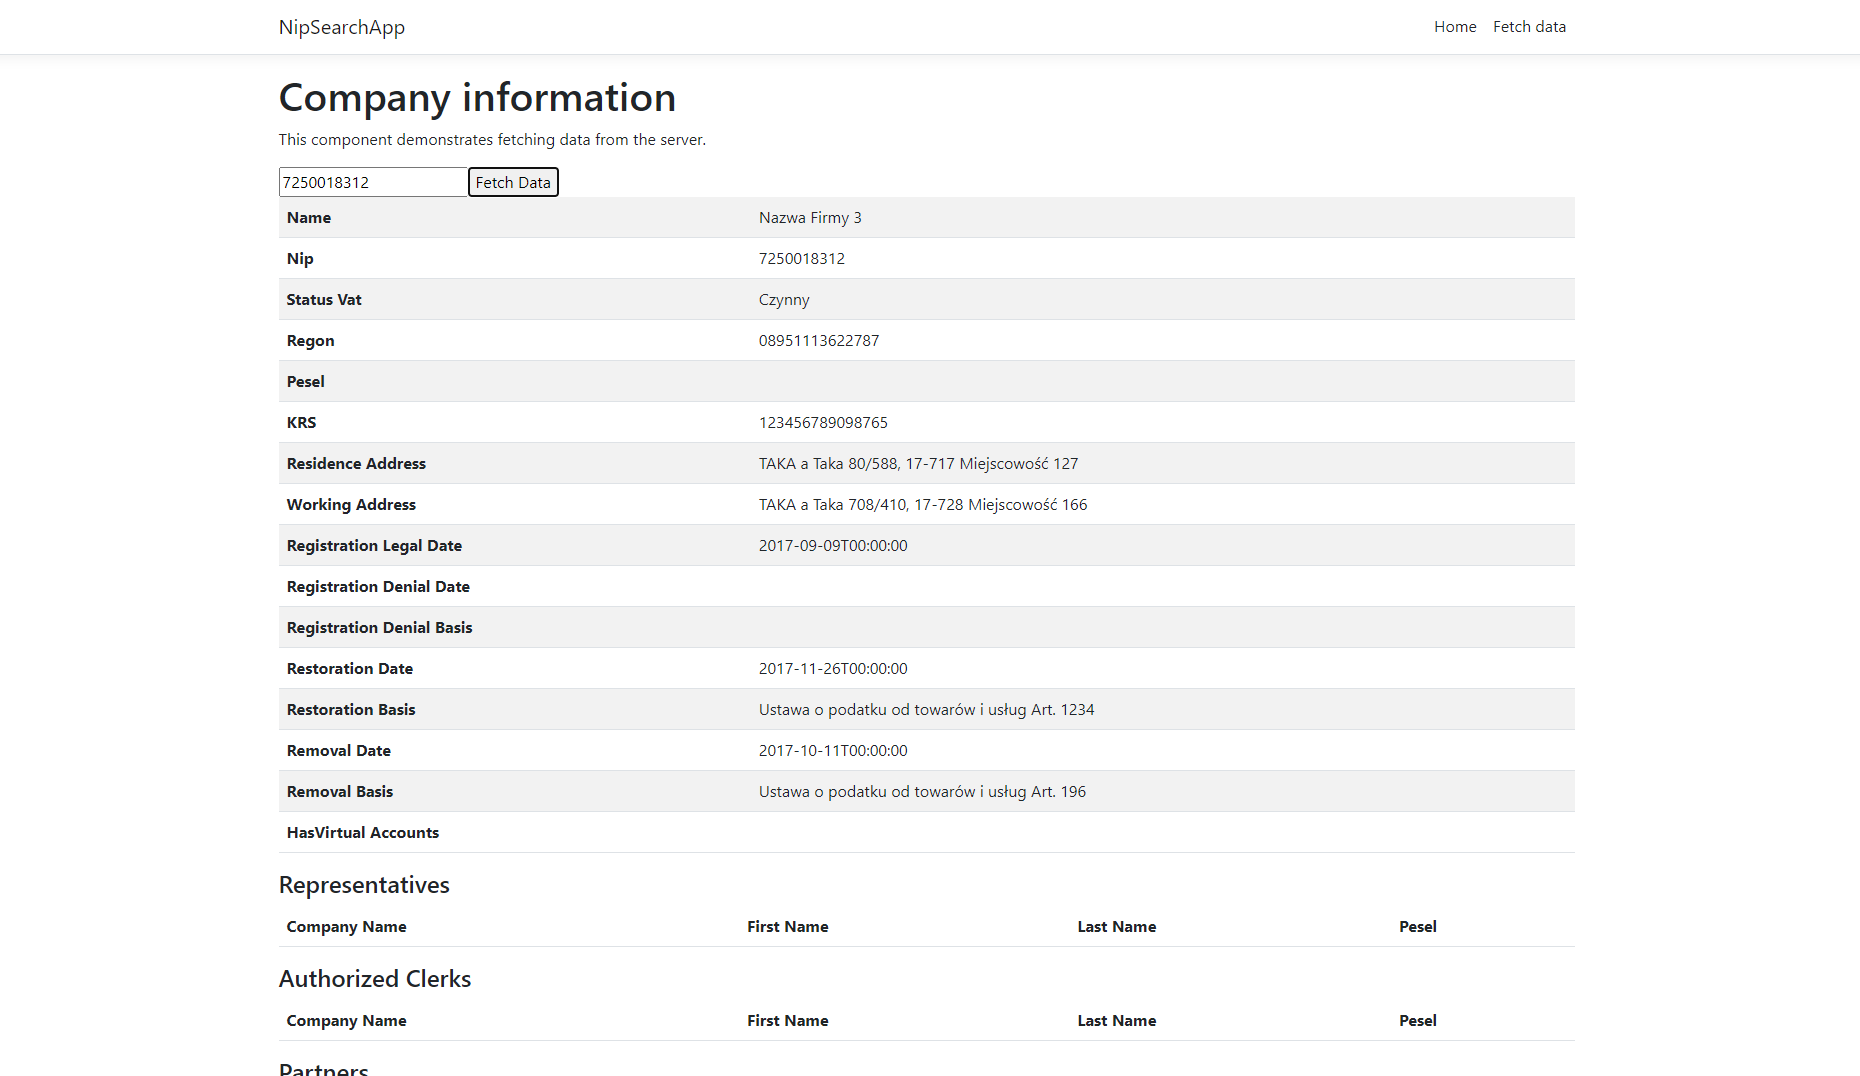 NipSearchApp Home Fetch data
Company information
This component demonstrates fetching data from the server.
7250018312 Fetch Data
Name Nazwa Firmy 3
Nip 7250018312
Status Vat Czynny
Regon 08951113622787
Pesel
KRS 123456789098765
Residence Address TAKA a Taka 80/588, 17-717 Miejscowość 127
Working Address TAKA a Taka 708/410, 17-728 Miejscowość 166
Registration Legal Date 2017-09-09T00:00:00
Registration Denial Date
Registration Denial Basis
Restoration Date 2017-11-26T00:00:00
Restoration Basis Ustawa o podatku od towarów i usług Art. 1234
Removal Date 2017-10-11T00:00:00
Removal Basis Ustawa o podatku od towarów i usług Art. 196
HasVirtual Accounts
Representatives
Company Name First Name Last Name Pesel
Authorized Clerks
Company Name First Name Last Name Pesel
Partners